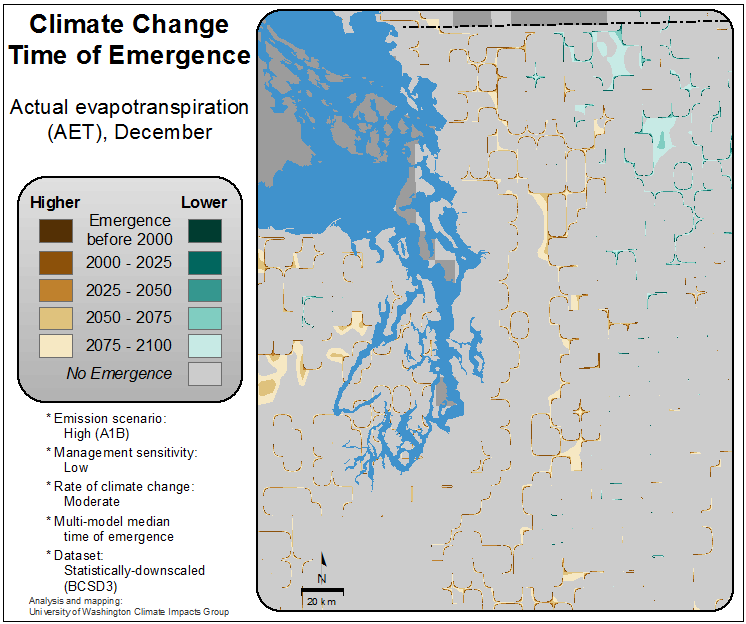 Climate Change
Time of Emergence
Actual evapotranspiration
(AET), December
Higher Lower
Emergence
before 2000
2000 - 2025
2025 - 2050
2050 - 2075
2075 - 2100
No Emergence
* Emission scenario:
High (A1B)
* Management sensitivity:
Low
* Rate of climate change:
Moderate
* Multi-model median
time of emergence
* Dataset:
Statistically-downscaled
(BCSD3)
Analysis and mapping:
University of Washington Climate Impacts Group
N
20 km